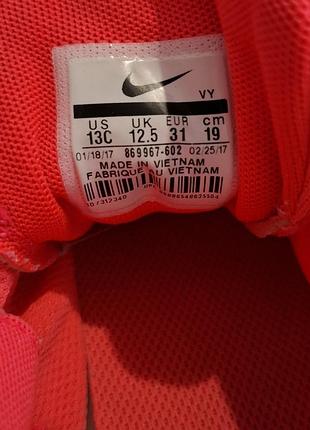 VY
US UK EUR cm
13C 12.5 31 19
01/18/17 869967-602 02/25/17
MADE IN VIETNAM
FABRIQUE AU VIETNAM